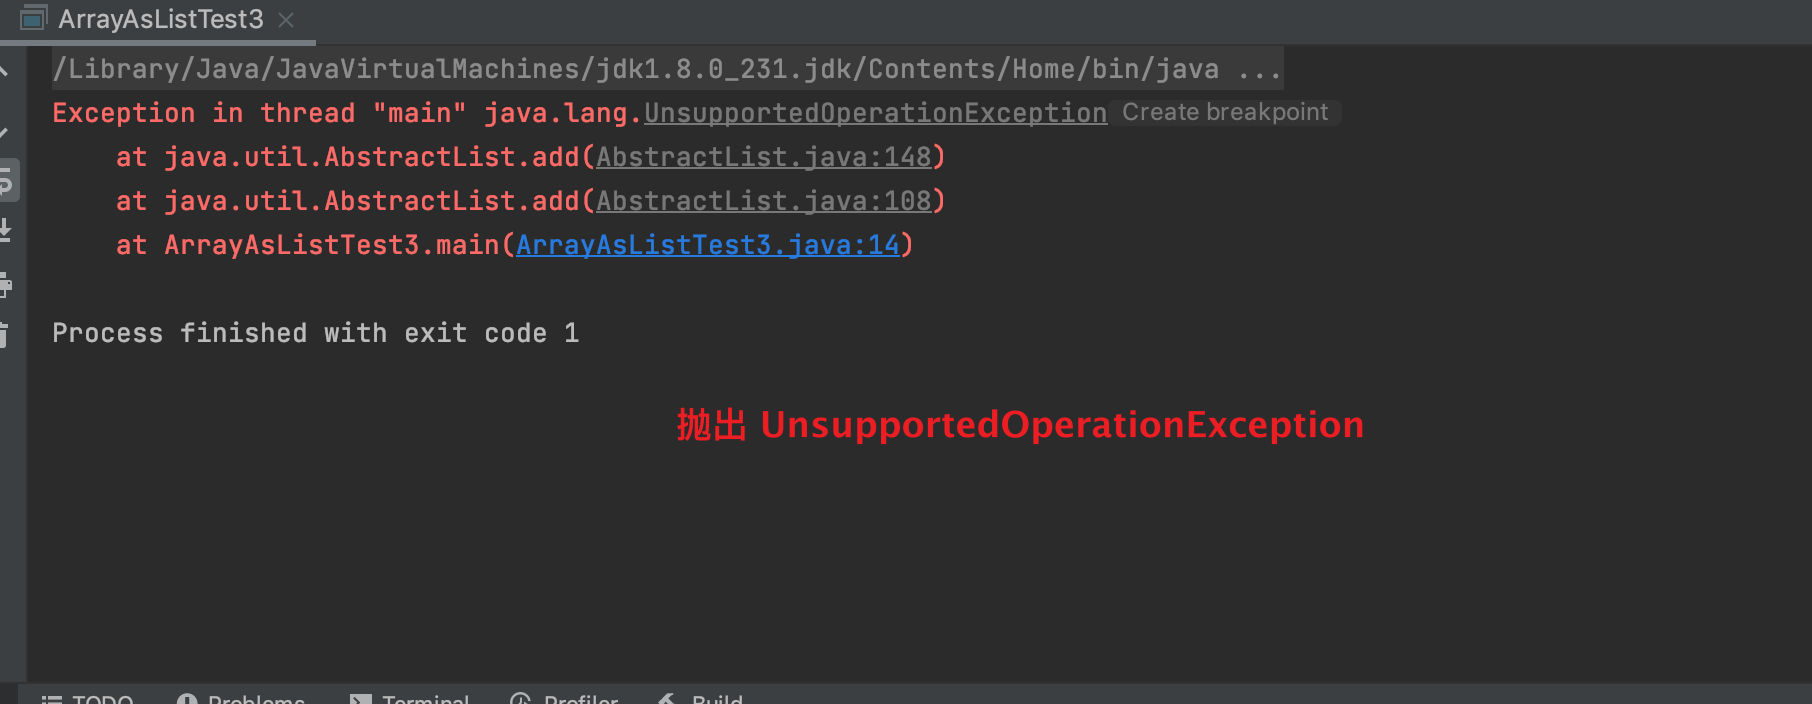 ArrayAsListTest3
/Library/Java/JavaVirtualMachines/jdk1.8.0_231.jdk/Contents/Home/bin/java ...
Exception in thread "main" java.lang.UnsupportedOperationException Create breakpoint
at java.util.AbstractList.add(AbstractList.java:148)
at java.util.AbstractList.add(AbstractList.java:108)
at ArrayAsListTest3.main(ArrayAsListTest3.java:14)
Process finished with exit code 1
抛出 UnsupportedOperationException
TODO Problems Terminal Profiler Build